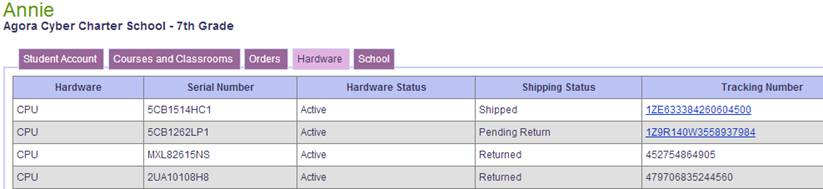 Annie
Agora Cyber Charter School - 7th Grade
Student Account Courses and Classrooms Orders Hardware School
Hardware Serial Number Hardware Status Shipping Status Tracking Number
CPU 5CB1514HC1 Active Shipped 1ZE633384260604500
CPU 5CB1262LP1 Active Pending Return 1Z9R140W3558937984
CPU MXL82615NS Active Returned 452754864905
CPU 2UA10108H8 Active Returned 479706835244560